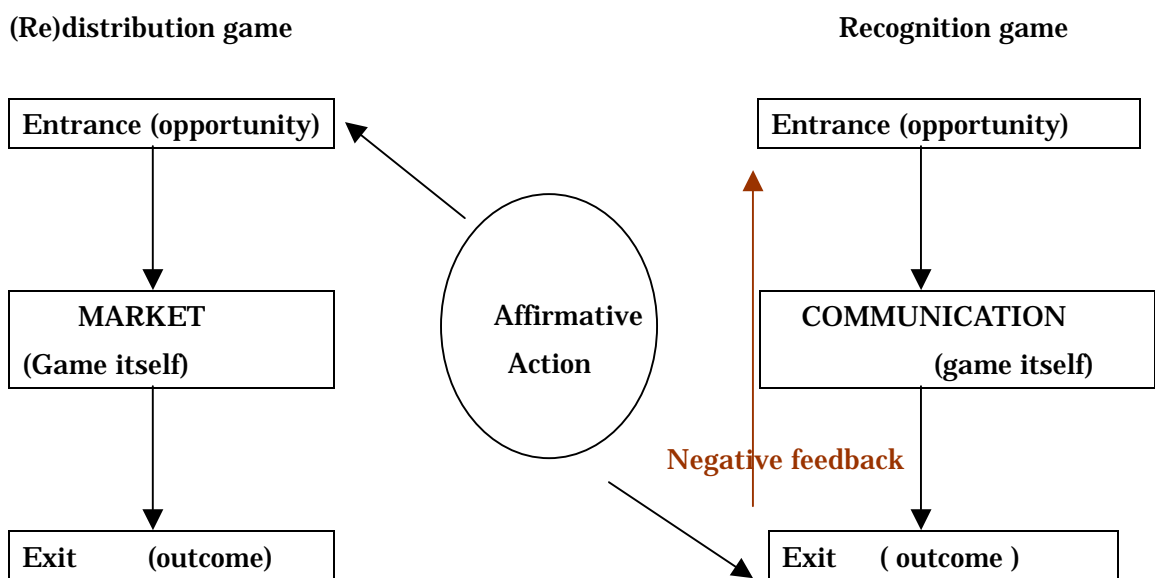 (Re)distribution game
Recognition game
Entrance (opportunity)
Entrance (opportunity)
MARKET
(Game itself)
Affirmative
Action
COMMUNICATION
(game itself)
Negative feedback
Exit (outcome)
Exit ( outcome )